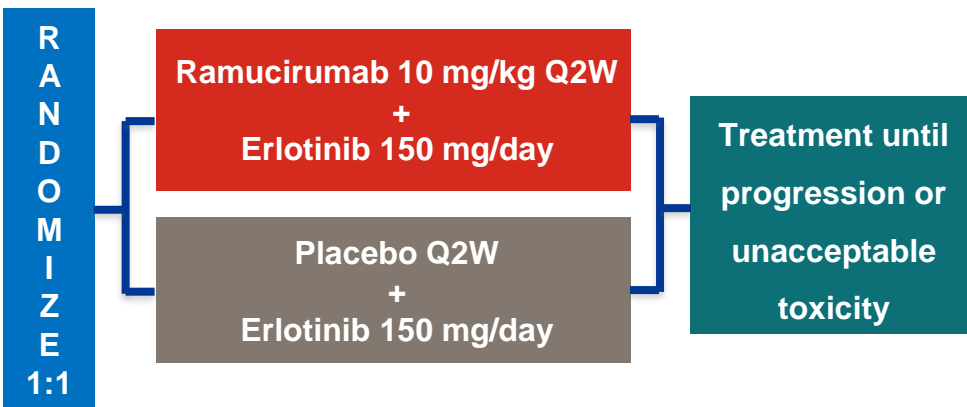 R
A
N
D
O
M
I
Z
E
1:1
Ramucirumab 10 mg/kg Q2W
+
Erlotinib 150 mg/day
Placebo Q2W
+
Erlotinib 150 mg/day
Treatment until
progression or
unacceptable
toxicity